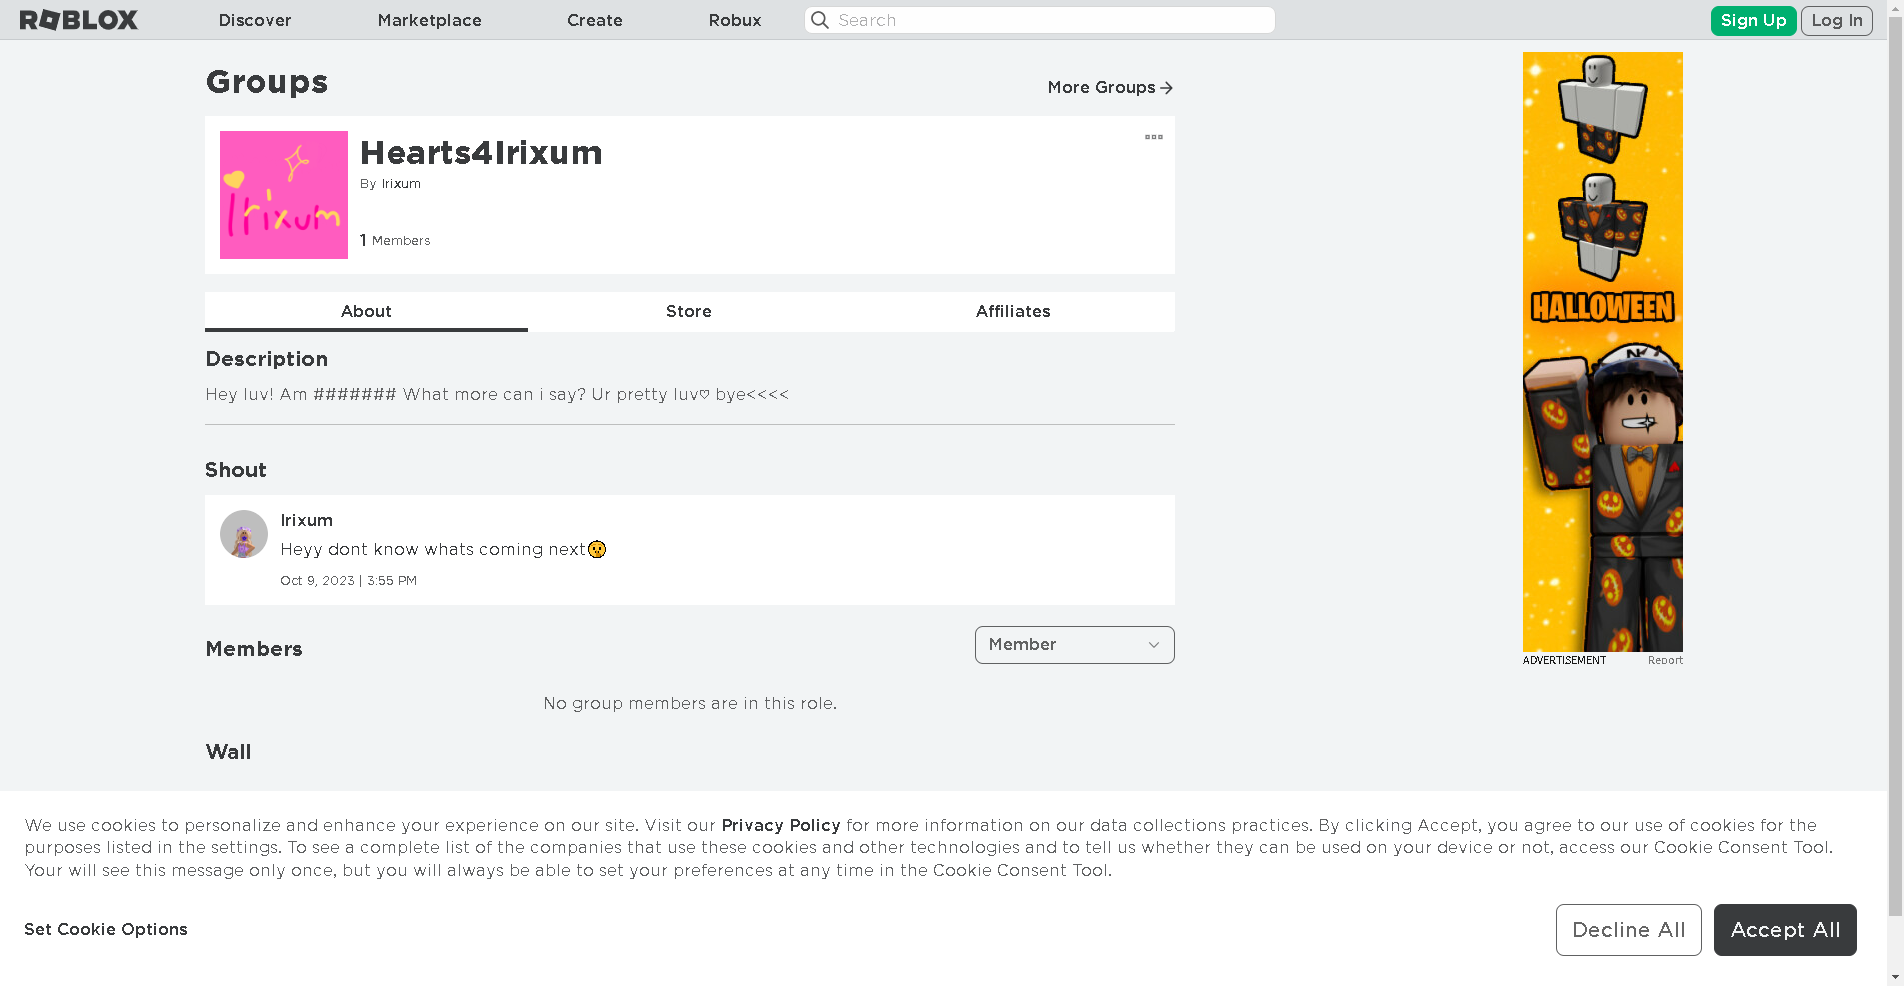 ROBLOX Discover Marketplace Create Robux Search Sign Up Log In
Groups
More Groups
Irixum
Hearts4Irixum
By Irixum
1 Members
About Store Affiliates
Description
Hey luv! Am ####### What more can i say? Ur pretty luv♡ bye<<<<
Shout
Irixum
Heyy dont know whats coming next🤫
Oct 9, 2023 | 3:55 PM
Members
Member
No group members are in this role.
Wall
HALLOWEEN
ADVERTISEMENT Report
We use cookies to personalize and enhance your experience on our site. Visit our Privacy Policy for more information on our data collections practices. By clicking Accept, you agree to our use of cookies for the
purposes listed in the settings. To see a complete list of the companies that use these cookies and other technologies and to tell us whether they can be used on your device or not, access our Cookie Consent Tool.
Your will see this message only once, but you will always be able to set your preferences at any time in the Cookie Consent Tool.
Set Cookie Options
Decline All Accept All